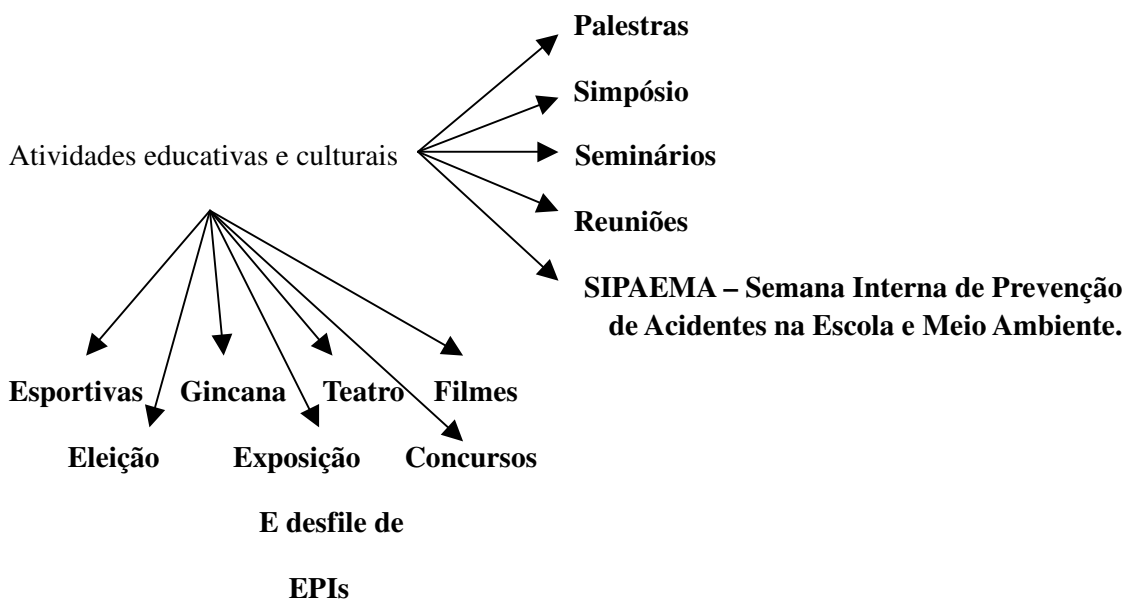 Palestras
Simpósio
Atividades educativas e culturais
Seminários
Reuniões
SIPAEMA – Semana Interna de Prevenção
de Acidentes na Escola e Meio Ambiente.
Esportivas Gincana Teatro Filmes
Eleição Exposição Concursos
E desfile de
EPIs